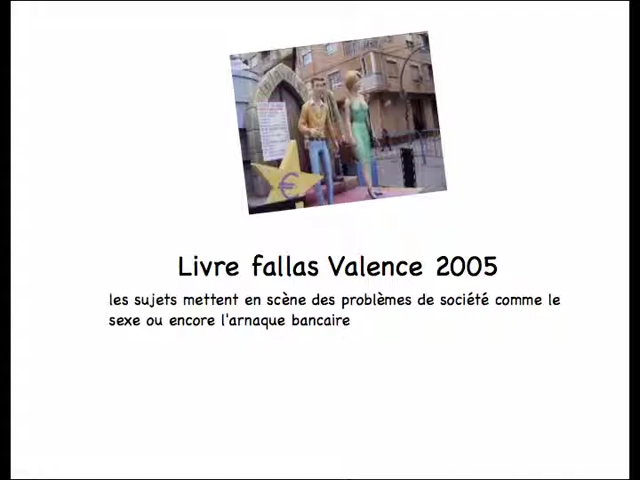 €
Livre fallas Valence 2005
les sujets mettent en scène des problèmes de société comme le
sexe ou encore l'arnaque bancaire